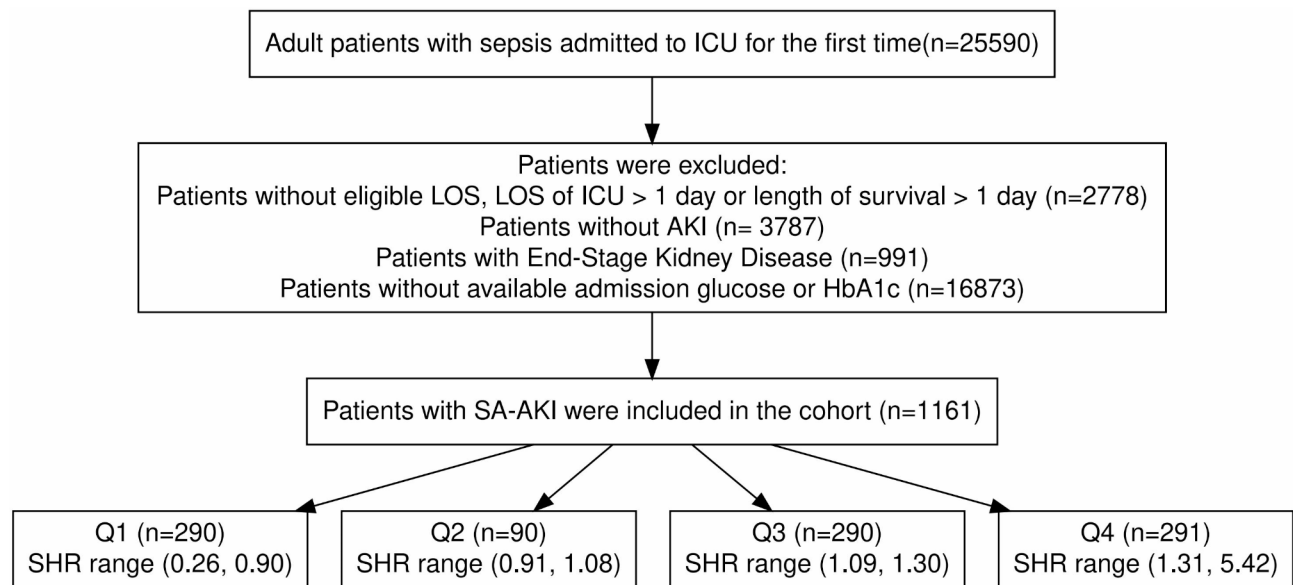 Adult patients with sepsis admitted to ICU for the first time(n=25590)
Patients were excluded:
Patients without eligible LOS, LOS of ICU > 1 day or length of survival > 1 day (n=2778)
Patients without AKI (n= 3787)
Patients with End-Stage Kidney Disease (n=991)
Patients without available admission glucose or HbA1c (n=16873)
Patients with SA-AKI were included in the cohort (n=1161)
Q1 (n=290)
SHR range (0.26, 0.90)
Q2 (n=90)
SHR range (0.91, 1.08)
Q3 (n=290)
SHR range (1.09, 1.30)
Q4 (n=291)
SHR range (1.31, 5.42)